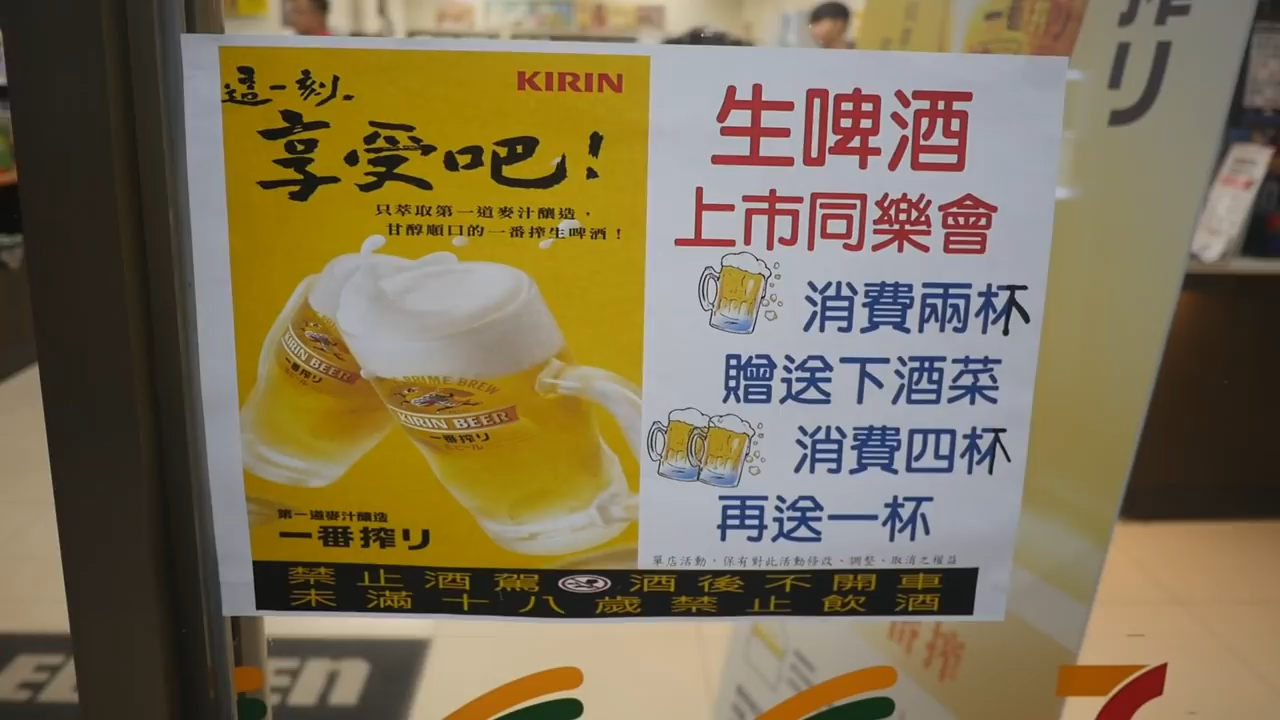 這一刻,
享受吧!
KIRIN
只萃取第一道麥汁釀造,
甘醇順口的一番搾生啤酒!
KIRIN BEER
一番搾り
PRIME BREW
KIRIN BEER
一番搾り
第一道麥汁釀造
一番搾り
生啤酒
上市同樂會
消費兩杯
贈送下酒菜
消費四杯
再送一杯
單店活動,保有對此活動修改、調整、取消之權益
禁止酒駕 酒後不開車
未滿十八歲禁止飲酒
搾り